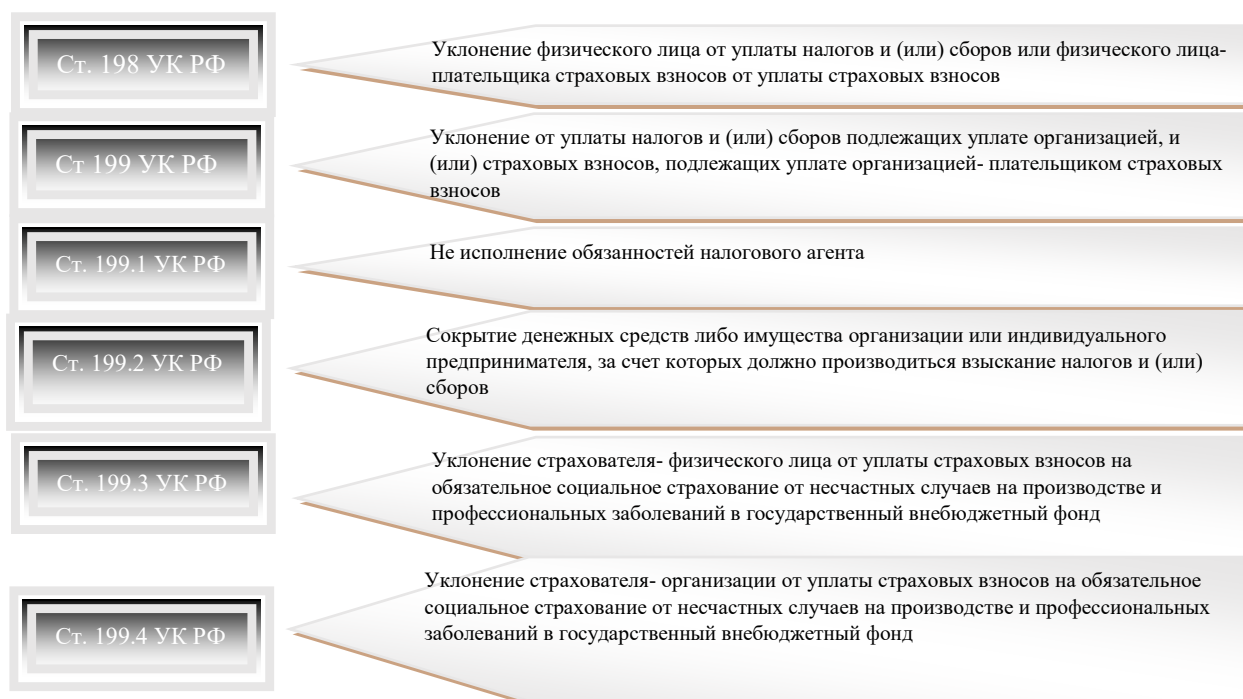 Ст. 198 УК РФ
Уклонение физического лица от уплаты налогов и (или) сборов или физического лица-
плательщика страховых взносов от уплаты страховых взносов
Ст 199 УК РФ
Уклонение от уплаты налогов и (или) сборов подлежащих уплате организацией, и
(или) страховых взносов, подлежащих уплате организацией- плательщиком страховых
взносов
Ст. 199.1 УК РФ
Не исполнение обязанностей налогового агента
Ст. 199.2 УК РФ
Сокрытие денежных средств либо имущества организации или индивидуального
предпринимателя, за счет которых должно производиться взыскание налогов и (или)
сборов
Ст. 199.3 УК РФ
Уклонение страхователя- физического лица от уплаты страховых взносов на
обязательное социальное страхование от несчастных случаев на производстве и
профессиональных заболеваний в государственный внебюджетный фонд
Ст. 199.4 УК РФ
Уклонение страхователя- организации от уплаты страховых взносов на обязательное
социальное страхование от несчастных случаев на производстве и профессиональных
заболеваний в государственный внебюджетный фонд